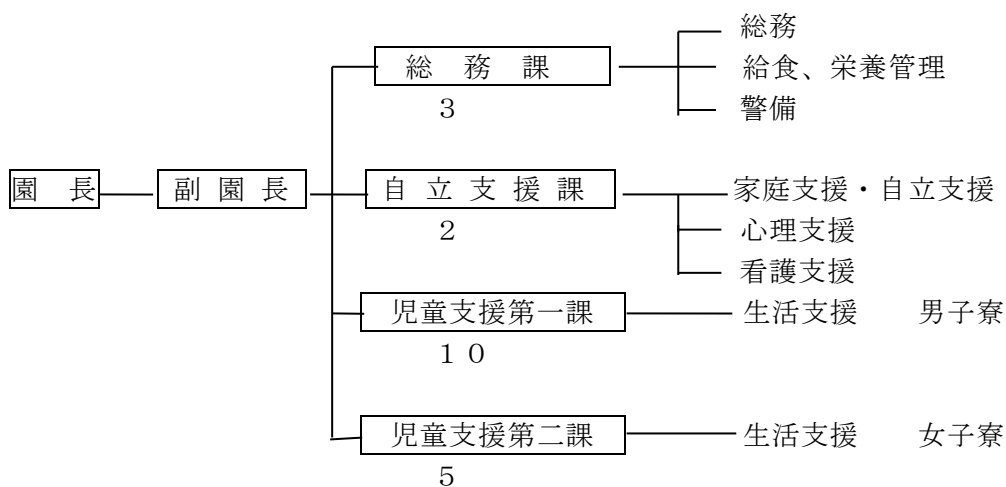 総務
総　務　課
給食、栄養管理
３
警備
園　長
副 園 長
自 立 支 援 課
家庭支援・自立支援
２
心理支援
看護支援
児童支援第一課
生活支援　　男子寮
１０
児童支援第二課
生活支援　　女子寮
５